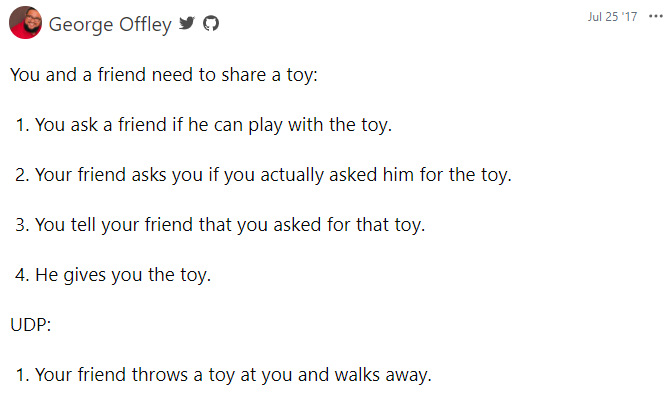 George Offley
Jul 25 '17
You and a friend need to share a toy:
1. You ask a friend if he can play with the toy.
2. Your friend asks you if you actually asked him for the toy.
3. You tell your friend that you asked for that toy.
4. He gives you the toy.
UDP:
1. Your friend throws a toy at you and walks away.